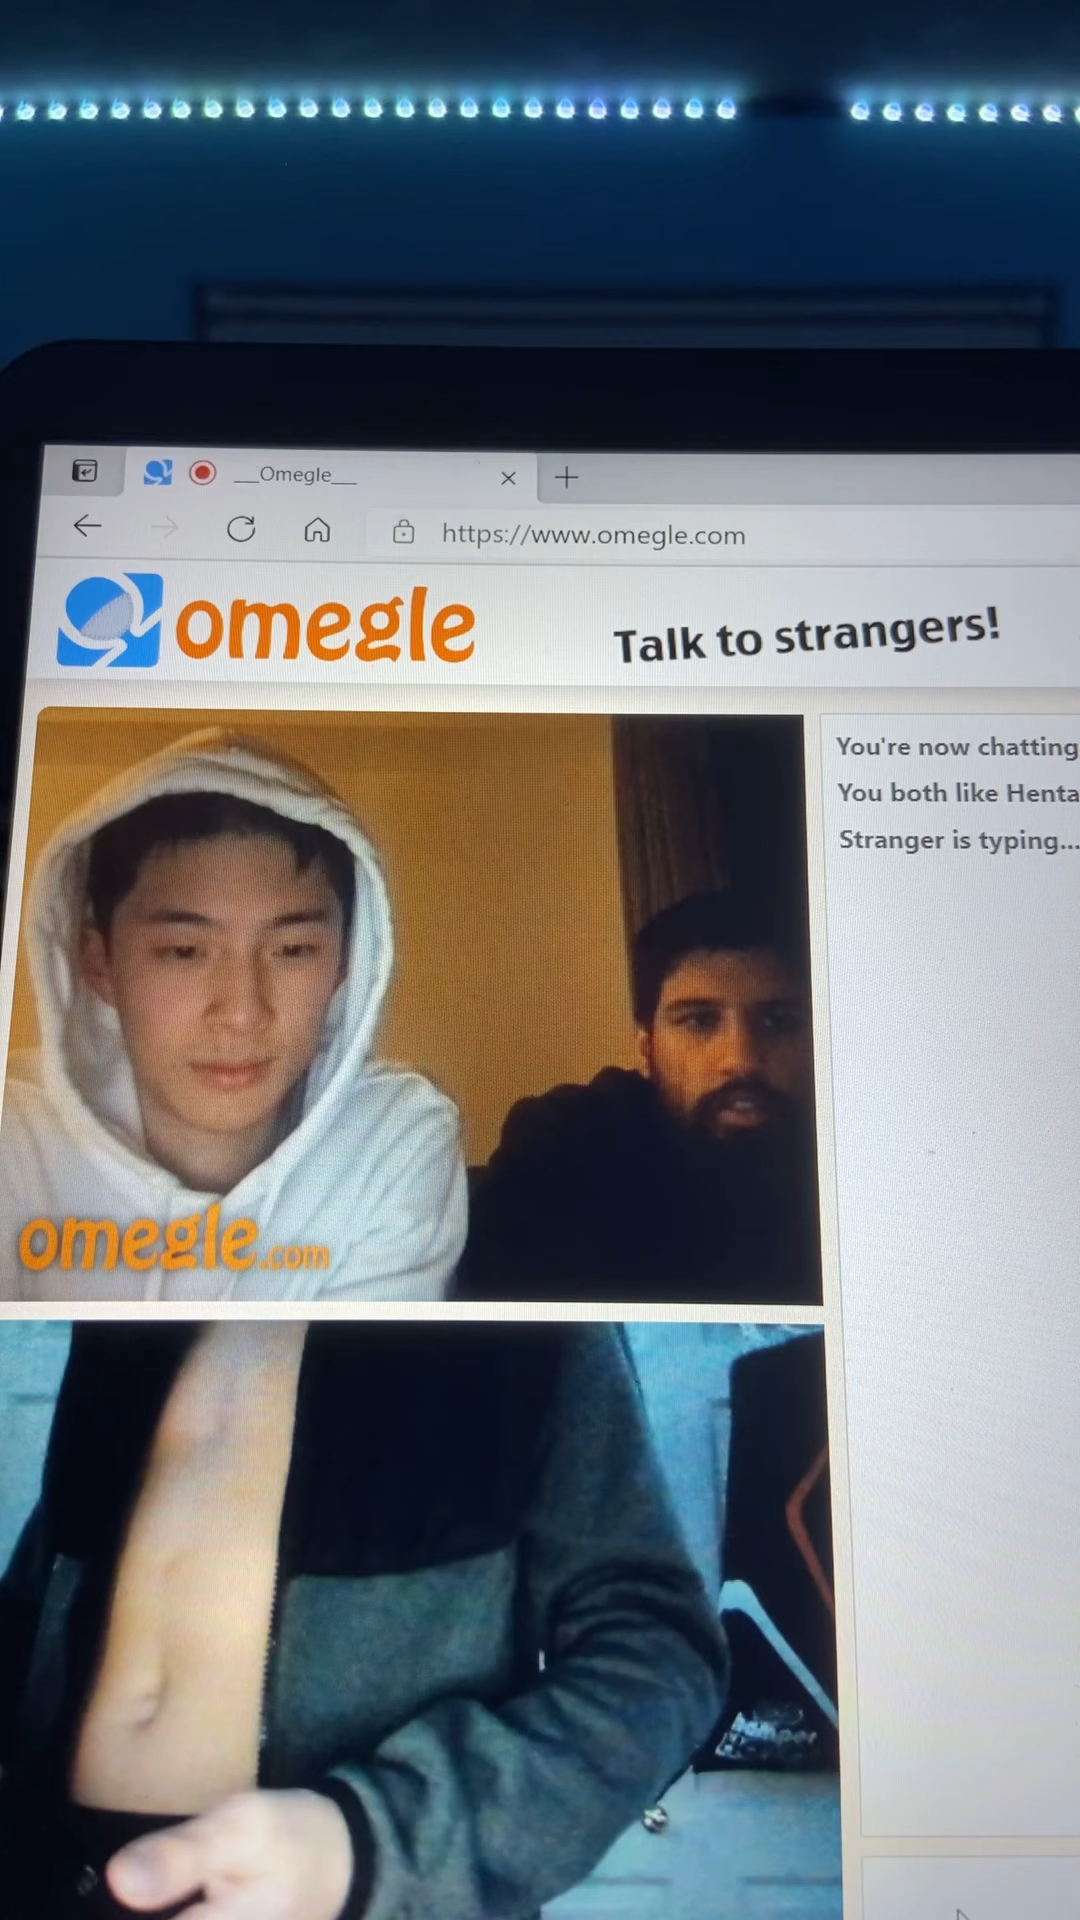 __Omegle__
https://www.omegle.com
omegle
Talk to strangers!
You're now chatting
You both like Henta
Stranger is typing...
omegle.com